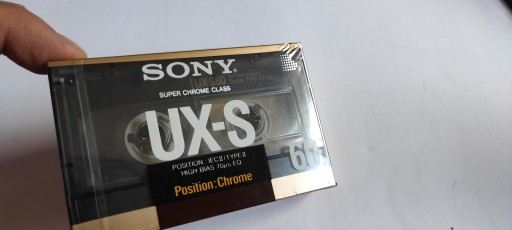 SONY.
SUPER CHROME CLASS
UX-S
60
POSITION IEC II/TYPE II
HIGH BIAS 70μs EQ
Position:Chrome